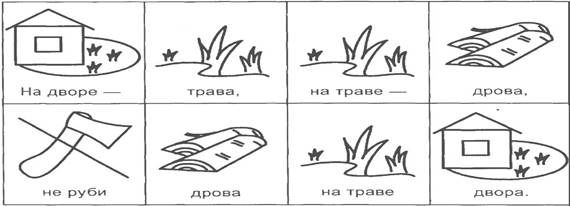 На дворе — трава, на траве — дрова,
не руби дрова на траве двора.